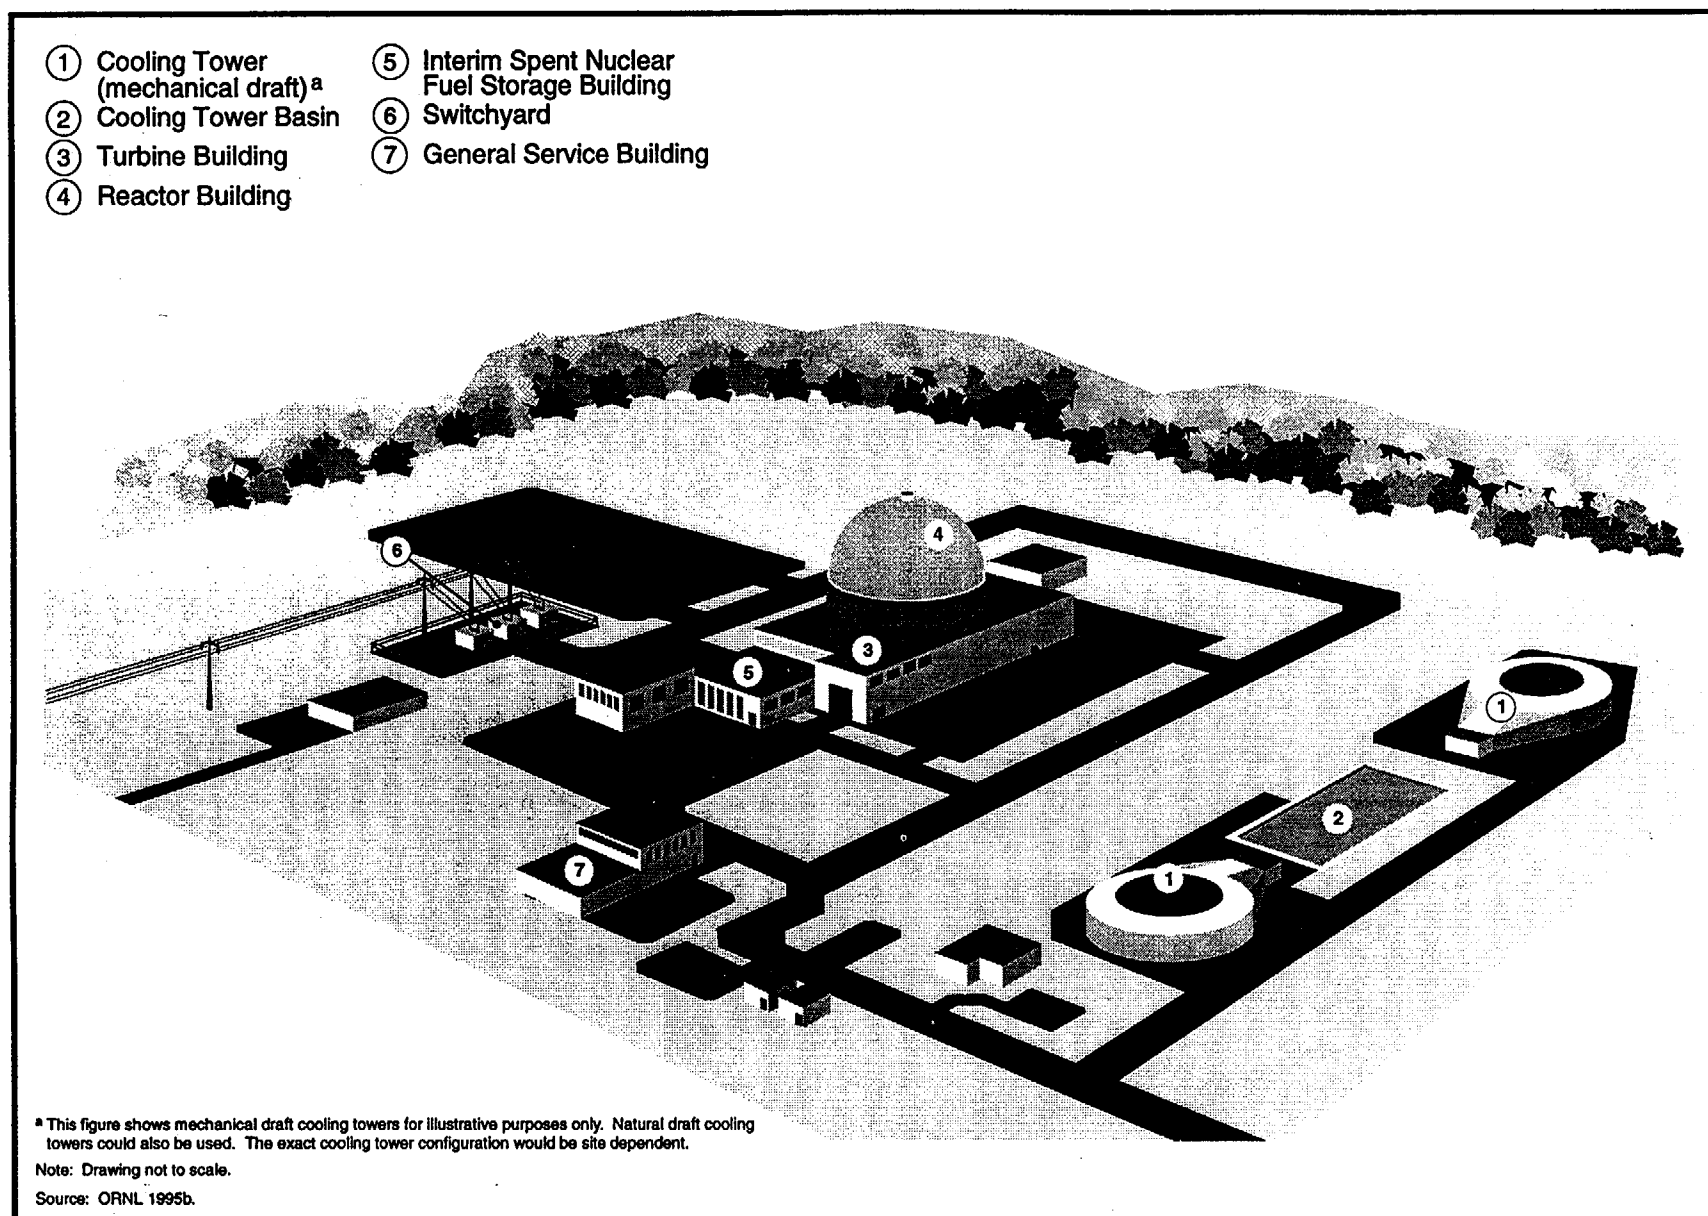 1 Cooling Tower
(mechanical draft) a
2 Cooling Tower Basin
3 Turbine Building
4 Reactor Building
5 Interim Spent Nuclear
Fuel Storage Building
6 Switchyard
7 General Service Building
6
4
3
5
1
2
1
7
a This figure shows mechanical draft cooling towers for illustrative purposes only. Natural draft cooling
towers could also be used. The exact cooling tower configuration would be site dependent.
Note: Drawing not to scale.
Source: ORNL 1995b.